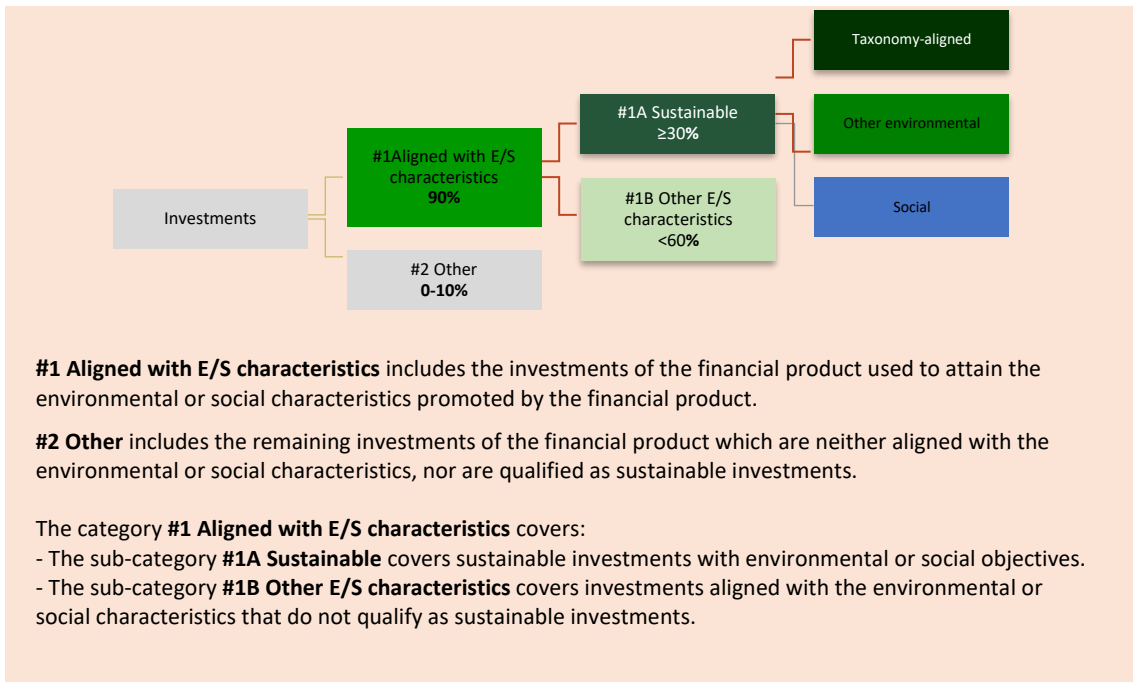 Taxonomy-aligned
#1A Sustainable
≥30%
Other environmental
#1Aligned with E/S
characteristics
90%
#1B Other E/S
characteristics
<60%
Social
Investments
#2 Other
0-10%
#1 Aligned with E/S characteristics includes the investments of the financial product used to attain the
environmental or social characteristics promoted by the financial product.
#2 Other includes the remaining investments of the financial product which are neither aligned with the
environmental or social characteristics, nor are qualified as sustainable investments.
The category #1 Aligned with E/S characteristics covers:
- The sub-category #1A Sustainable covers sustainable investments with environmental or social objectives.
- The sub-category #1B Other E/S characteristics covers investments aligned with the environmental or
social characteristics that do not qualify as sustainable investments.